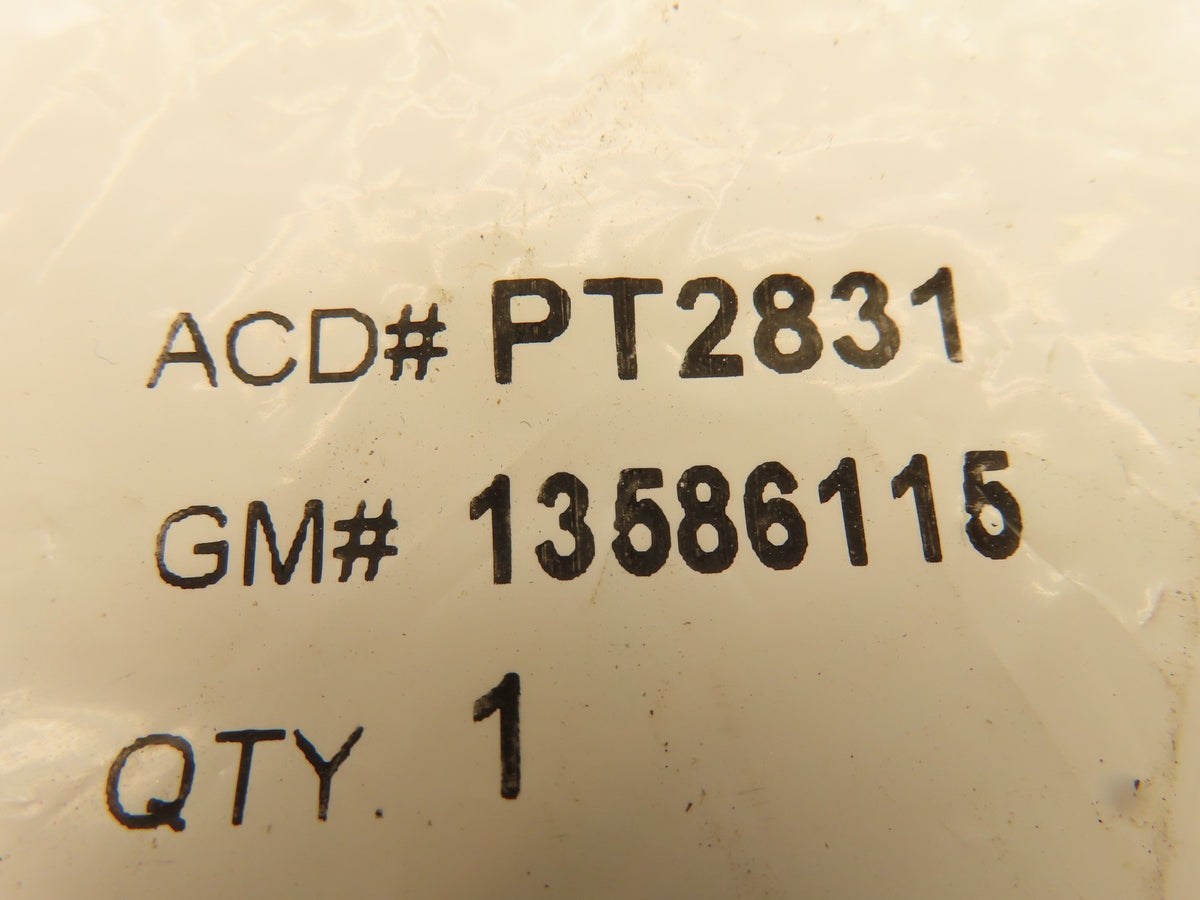 ACD# PT2831
GM# 13586115
QTY. 1